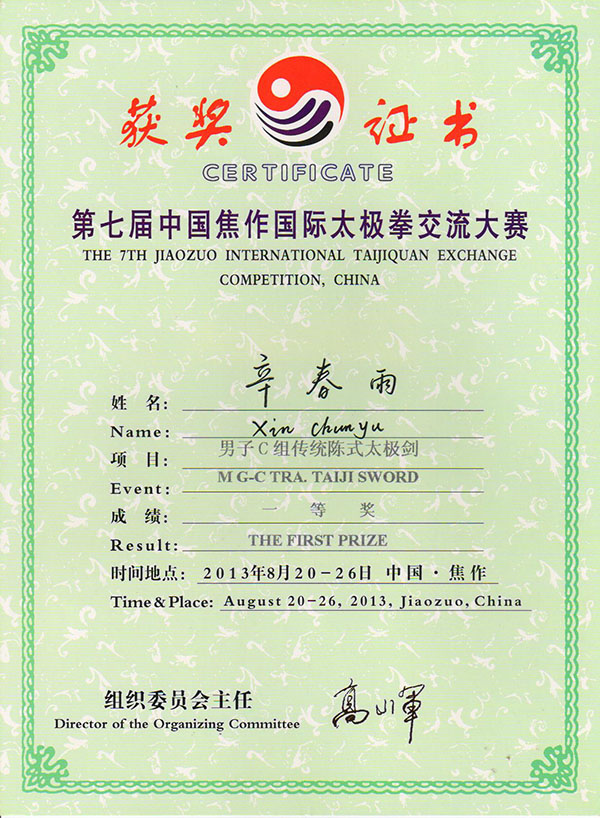 获奖 证书
CERTIFICATE
第七届中国焦作国际太极拳交流大赛
THE 7TH JIAOZUO INTERNATIONAL TAIJIQUAN EXCHANGE
COMPETITION, CHINA
姓 名: 辛春雨
Name: Xin Chunyu
项 目: 男子C组传统陈式太极剑
Event: M G-C TRA. TAIJI SWORD
成 绩: 一 等 奖
Result: THE FIRST PRIZE
时间地点: 2013年8月20-26日 中国·焦作
Time & Place: August 20-26, 2013, Jiaozuo, China
组织委员会主任 高山军
Director of the Organizing Committee